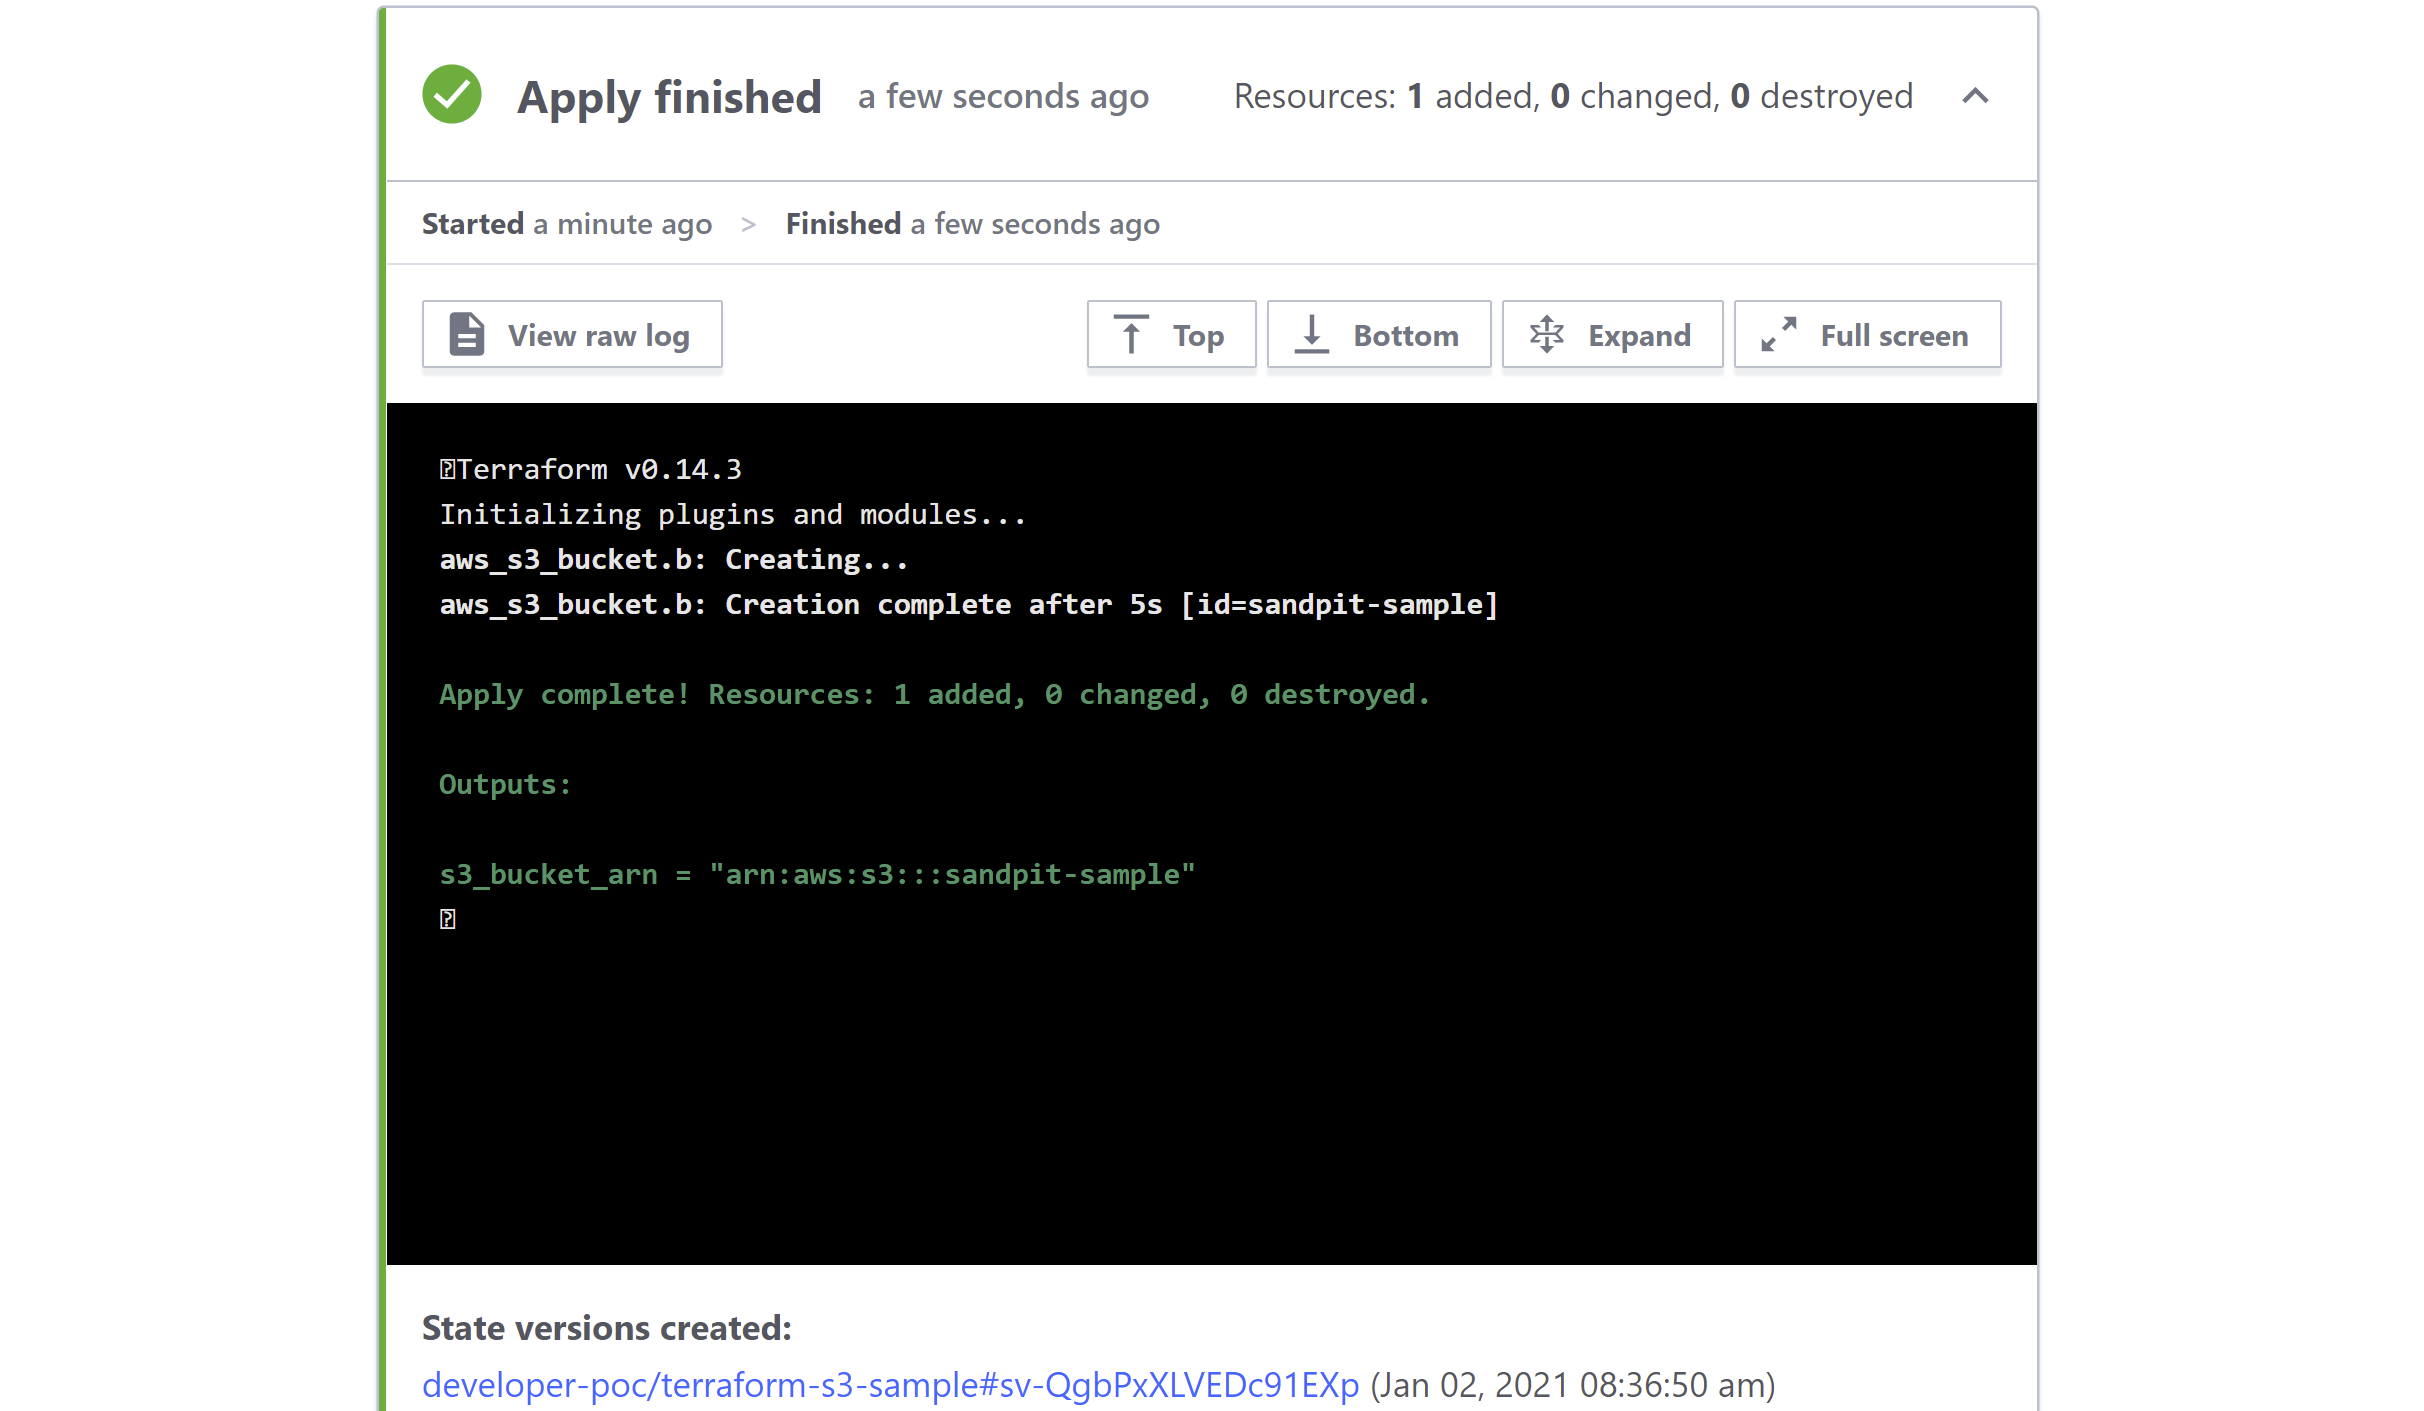 Apply finished a few seconds ago Resources: 1 added, 0 changed, 0 destroyed
Started a minute ago > Finished a few seconds ago
View raw log Top Bottom Expand Full screen
Terraform v0.14.3
Initializing plugins and modules...
aws_s3_bucket.b: Creating...
aws_s3_bucket.b: Creation complete after 5s [id=sandpit-sample]
Apply complete! Resources: 1 added, 0 changed, 0 destroyed.
Outputs:
s3_bucket_arn = "arn:aws:s3:::sandpit-sample"
State versions created:
developer-poc/terraform-s3-sample#sv-QgbPxXLVEDc91EXp (Jan 02, 2021 08:36:50 am)